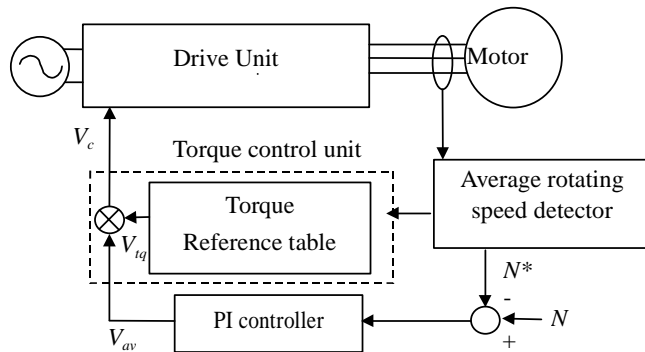 Drive Unit
Motor
V_c
Torque control unit
Torque
Reference table
V_tq
Average rotating
speed detector
N*
-
N
+
PI controller
V_av